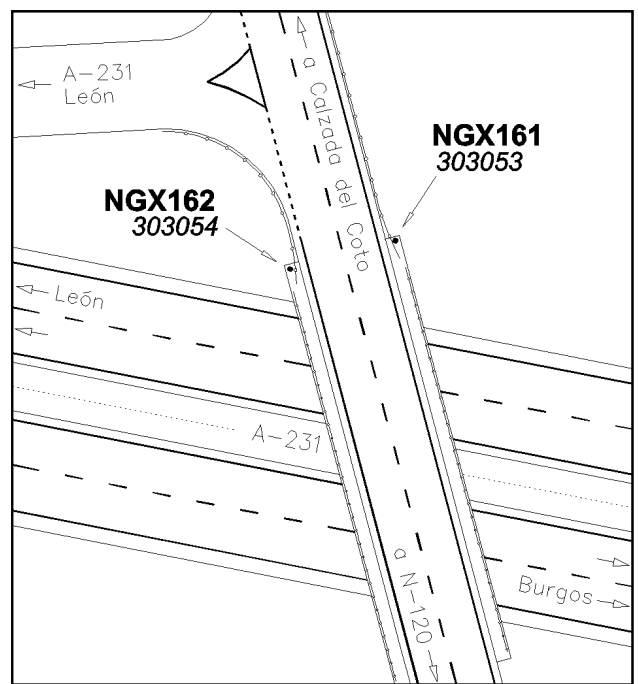 A-231
León
a Calzada del Coto
NGX161
303053
NGX162
303054
León
A-231
a N-120
Burgos